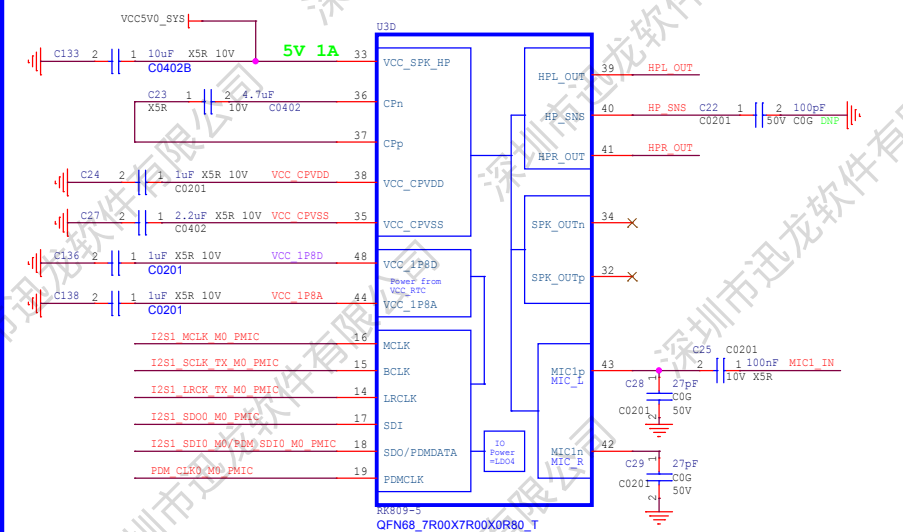 VCC5V0_SYS
U3D
5V 1A
C133 2 1 10uF X5R 10V
C0402B
33 VCC_SPK_HP
C23 1 2 4.7uF
X5R 10V C0402
36 CPn
37 CPp
C24 2 1 1uF X5R 10V VCC_CPVDD
C0201
38 VCC_CPVDD
C27 2 1 2.2uF X5R 10V VCC_CPVSS
C0402
35 VCC_CPVSS
C136 2 1 1uF X5R 10V VCC_1P8D
C0201
48 VCC_1P8D
Power from
VCC_RTC
C138 2 1 1uF X5R 10V VCC_1P8A
C0201
44 VCC_1P8A
I2S1_MCLK_M0_PMIC 16 MCLK
I2S1_SCLK_TX_M0_PMIC 15 BCLK
I2S1_LRCK_TX_M0_PMIC 14 LRCLK
I2S1_SDO0_M0_PMIC 17 SDI
I2S1_SDI0_M0/PDM_SDI0_M0_PMIC 18 SDO/PDMDATA
PDM_CLK0_M0_PMIC 19 PDMCLK
IO
Power
=LDO4
HPL_OUT 39 HPL_OUT
HP_SNS 40 HP_SNS C22 1 2 100pF
C0201 50V C0G DNP
HPR_OUT 41 HPR_OUT
SPK_OUTn 34
SPK_OUTp 32
MIC1p 43
MIC_L
C25 C0201
2 1 100nF MIC1_IN
10V X5R
C28 1 27pF
C0G
C0201 2 50V
MIC1n 42
MIC_R
C29 1 27pF
C0G
C0201 2 50V
RK809-5
QFN68_7R00X7R00X0R80_T
深圳市迅龙软件有限公司